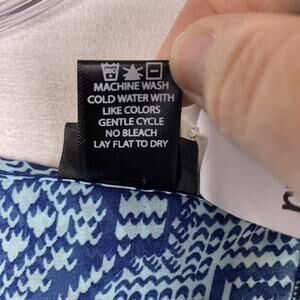 MACHINE WASH
COLD WATER WITH
LIKE COLORS
GENTLE CYCLE
NO BLEACH
LAY FLAT TO DRY